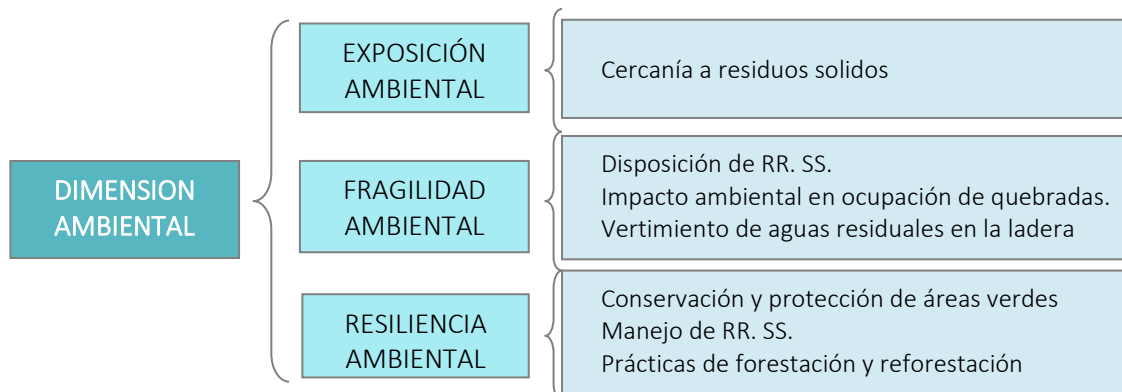 DIMENSION
AMBIENTAL
EXPOSICIÓN
AMBIENTAL
Cercanía a residuos solidos
FRAGILIDAD
AMBIENTAL
Disposición de RR. SS.
Impacto ambiental en ocupación de quebradas.
Vertimiento de aguas residuales en la ladera
RESILIENCIA
AMBIENTAL
Conservación y protección de áreas verdes
Manejo de RR. SS.
Prácticas de forestación y reforestación